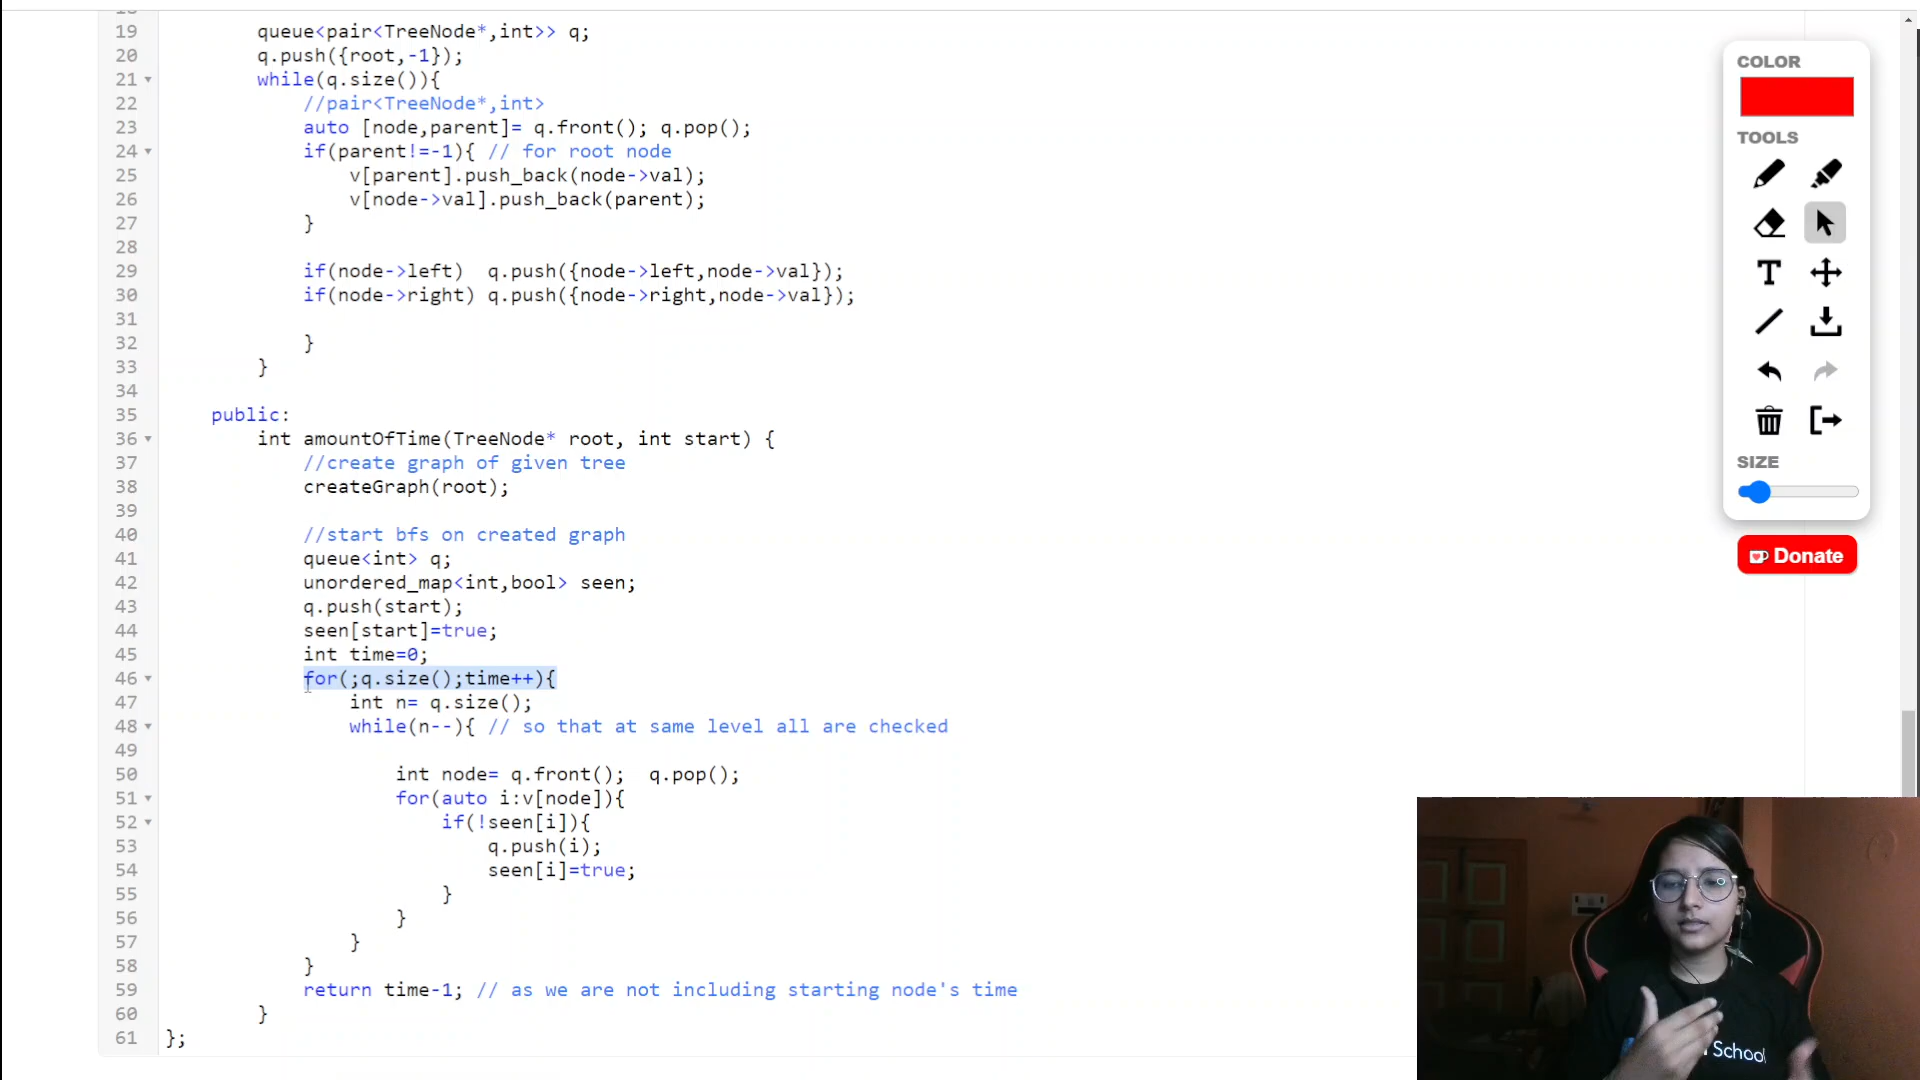 19 queue<pair<TreeNode*,int>> q;
20 q.push({root,-1});
21 while(q.size()){
22 //pair<TreeNode*,int>
23 auto [node,parent]= q.front(); q.pop();
24 if(parent!=-1){ // for root node
25 v[parent].push_back(node->val);
26 v[node->val].push_back(parent);
27 }
28
29 if(node->left)  q.push({node->left,node->val});
30 if(node->right) q.push({node->right,node->val});
31
32 }
33 }
34
35 public:
36 int amountOfTime(TreeNode* root, int start) {
37 //create graph of given tree
38 createGraph(root);
39
40 //start bfs on created graph
41 queue<int> q;
42 unordered_map<int,bool> seen;
43 q.push(start);
44 seen[start]=true;
45 int time=0;
46 for(;q.size();time++){
47 int n= q.size();
48 while(n--){ // so that at same level all are checked
49
50 int node= q.front();  q.pop();
51 for(auto i:v[node]){
52 if(!seen[i]){
53 q.push(i);
54 seen[i]=true;
55 }
56 }
57 }
58 }
59 return time-1; // as we are not including starting node's time
60 }
61 };
COLOR
TOOLS
T
SIZE
Donate
School